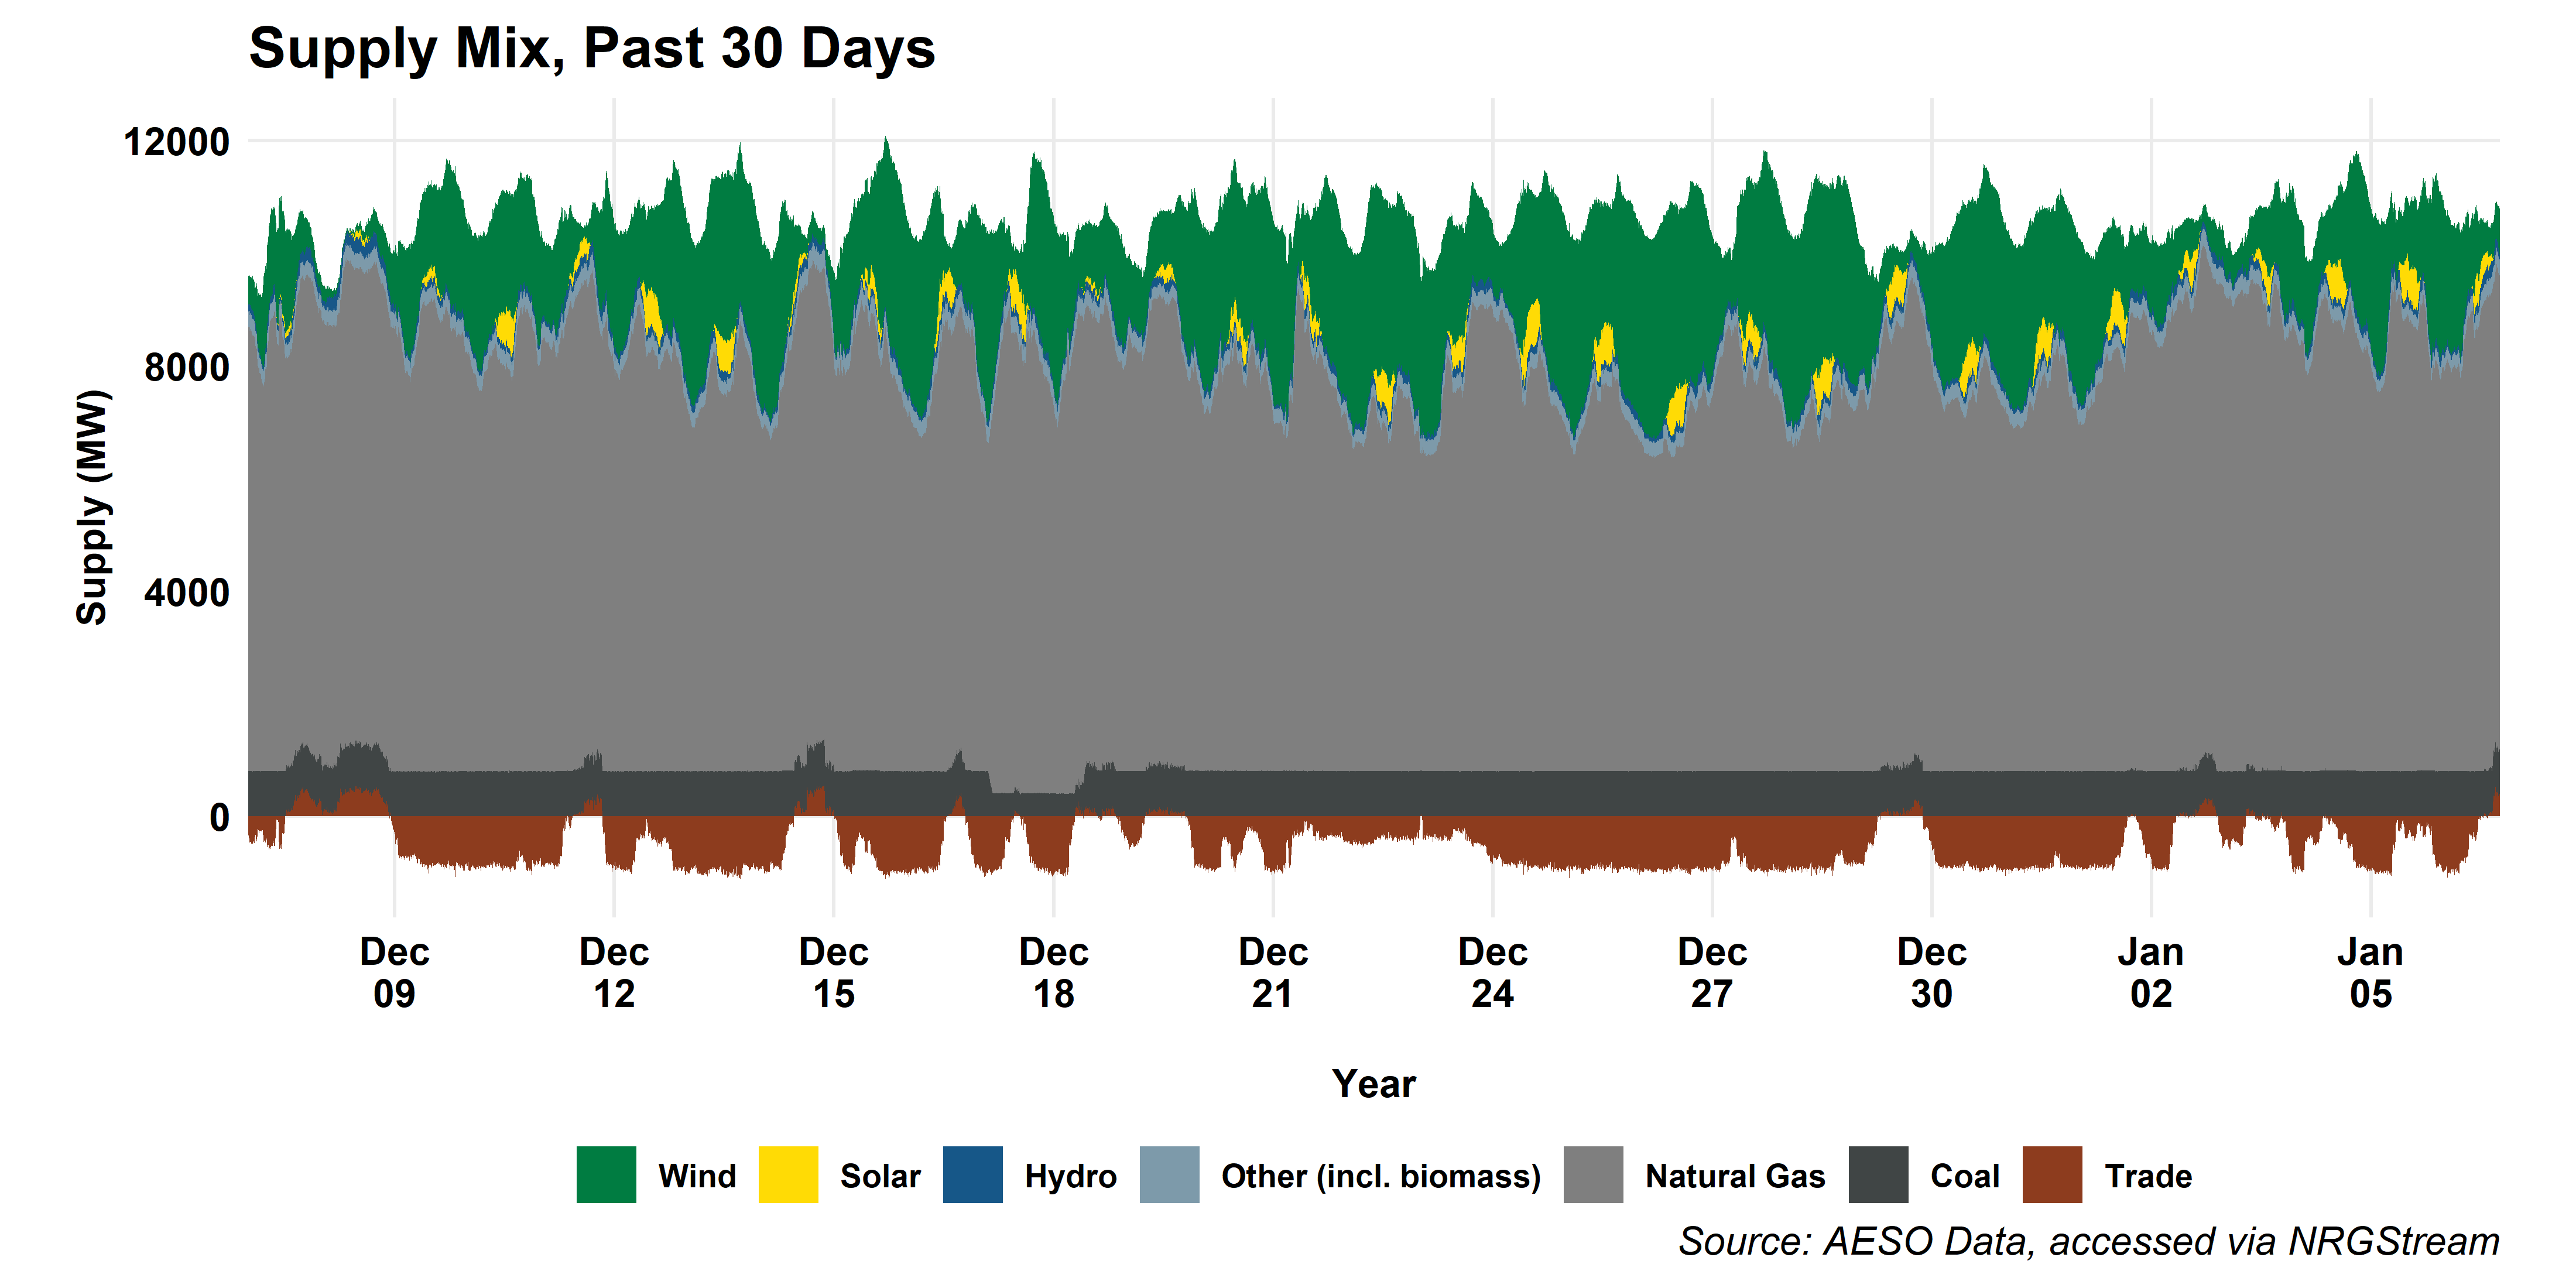 Supply Mix, Past 30 Days
Supply (MW)
12000
8000
4000
0
Dec 09
Dec 12
Dec 15
Dec 18
Dec 21
Dec 24
Dec 27
Dec 30
Jan 02
Jan 05
Year
Wind Solar Hydro Other (incl. biomass) Natural Gas Coal Trade
Source: AESO Data, accessed via NRGStream